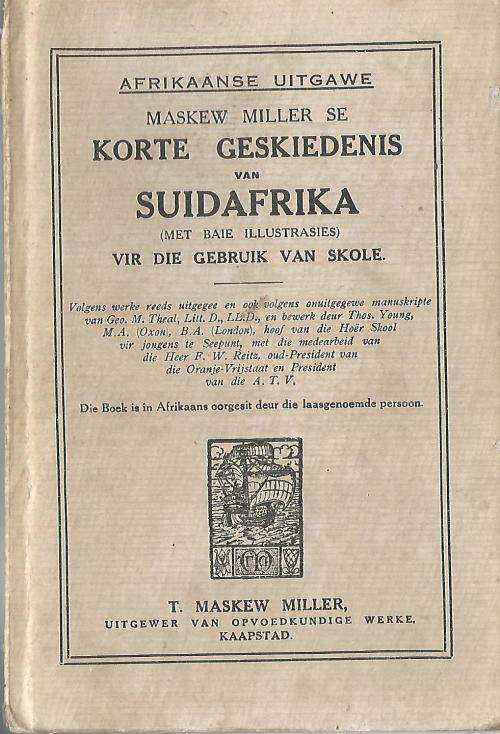 AFRIKAANSE UITGAWE
MASKEW MILLER SE
KORTE GESKIEDENIS
VAN
SUIDAFRIKA
(MET BAIE ILLUSTRASIES)
VIR DIE GEBRUIK VAN SKOLE.
Volgens werke reeds uitgegee en ook volgens onuitgegewe manuskripte
van Geo. M. Theal, Litt. D., LL.D., en bewerk deur Thos. Young,
M.A. (Oxon), B.A. (London), hoof van die Hoër Skool
vir jongens te Seepunt, met die medearbeid van
die Heer F. W. Reitz, oud-President van
die Oranje-Vrijstaat en President
van die A. T. V.
Die Boek is in Afrikaans oorgesit deur die laasgenoemde persoon.
T. MASKEW MILLER,
UITGEWER VAN OPVOEDKUNDIGE WERKE,
KAAPSTAD.